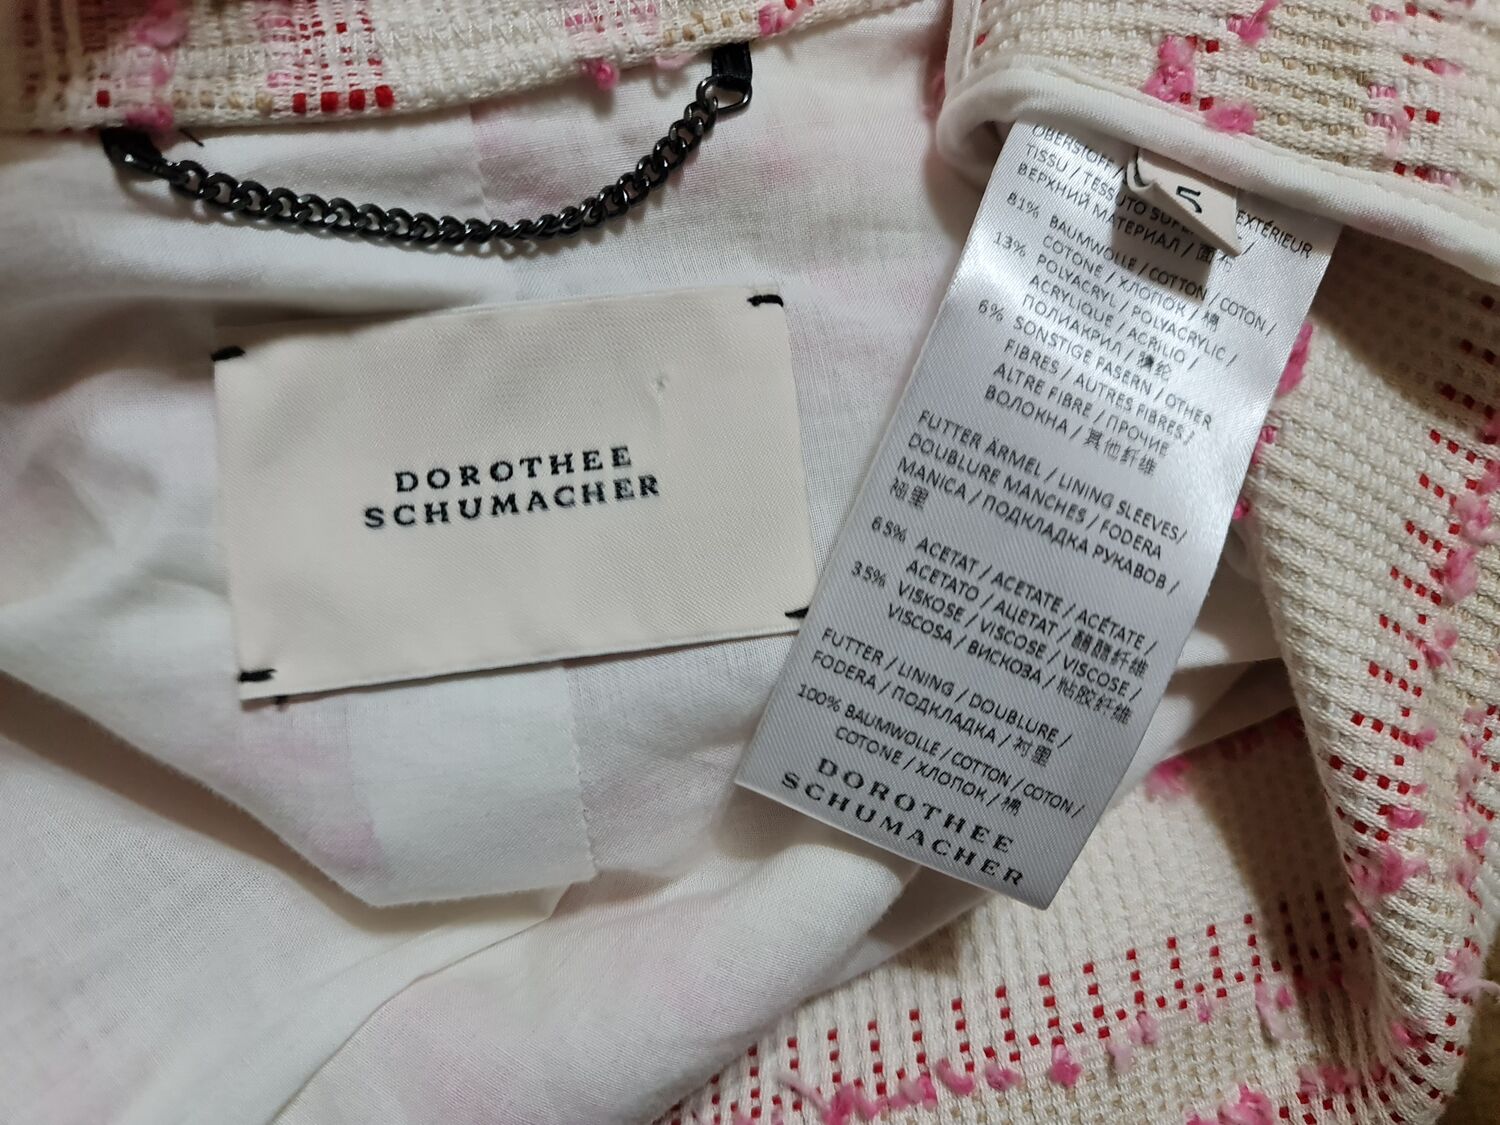 DOROTHEE
SCHUMACHER
5
OBERSTOFF /
TISSU / TESSUTO EXTÉRIEUR
ВЕРХНИЙ МАТЕРИАЛ / 面布
81% BAUMWOLLE / COTTON / COTON /
COTONE / ХЛОПОК / 棉
13% POLYACRYL / POLYACRYLIC /
ACRYLIQUE / ACRILIO /
ПОЛИАКРИЛ / 腈纶
6% SONSTIGE FASERN / OTHER
FIBRES / AUTRES FIBRES /
ALTRE FIBRE / ПРОЧИЕ
ВОЛОКНА / 其他纤维
FUTTER ÄRMEL / LINING SLEEVES/
DOUBLURE MANCHES / FODERA
MANICA / ПОДКЛАДКА РУКАВОВ /
袖里
65% ACETAT / ACETATE / ACÉTATE /
ACETATO / АЦЕТАТ / 醋酯纤维
35% VISKOSE / VISCOSE / VISCOSE /
VISCOSA / ВИСКОЗА / 粘胶纤维
FUTTER / LINING / DOUBLURE /
FODERA / ПОДКЛАДКА / 衬里
100% BAUMWOLLE / COTTON / COTON /
COTONE / ХЛОПОК / 棉
DOROTHEE
SCHUMACHER